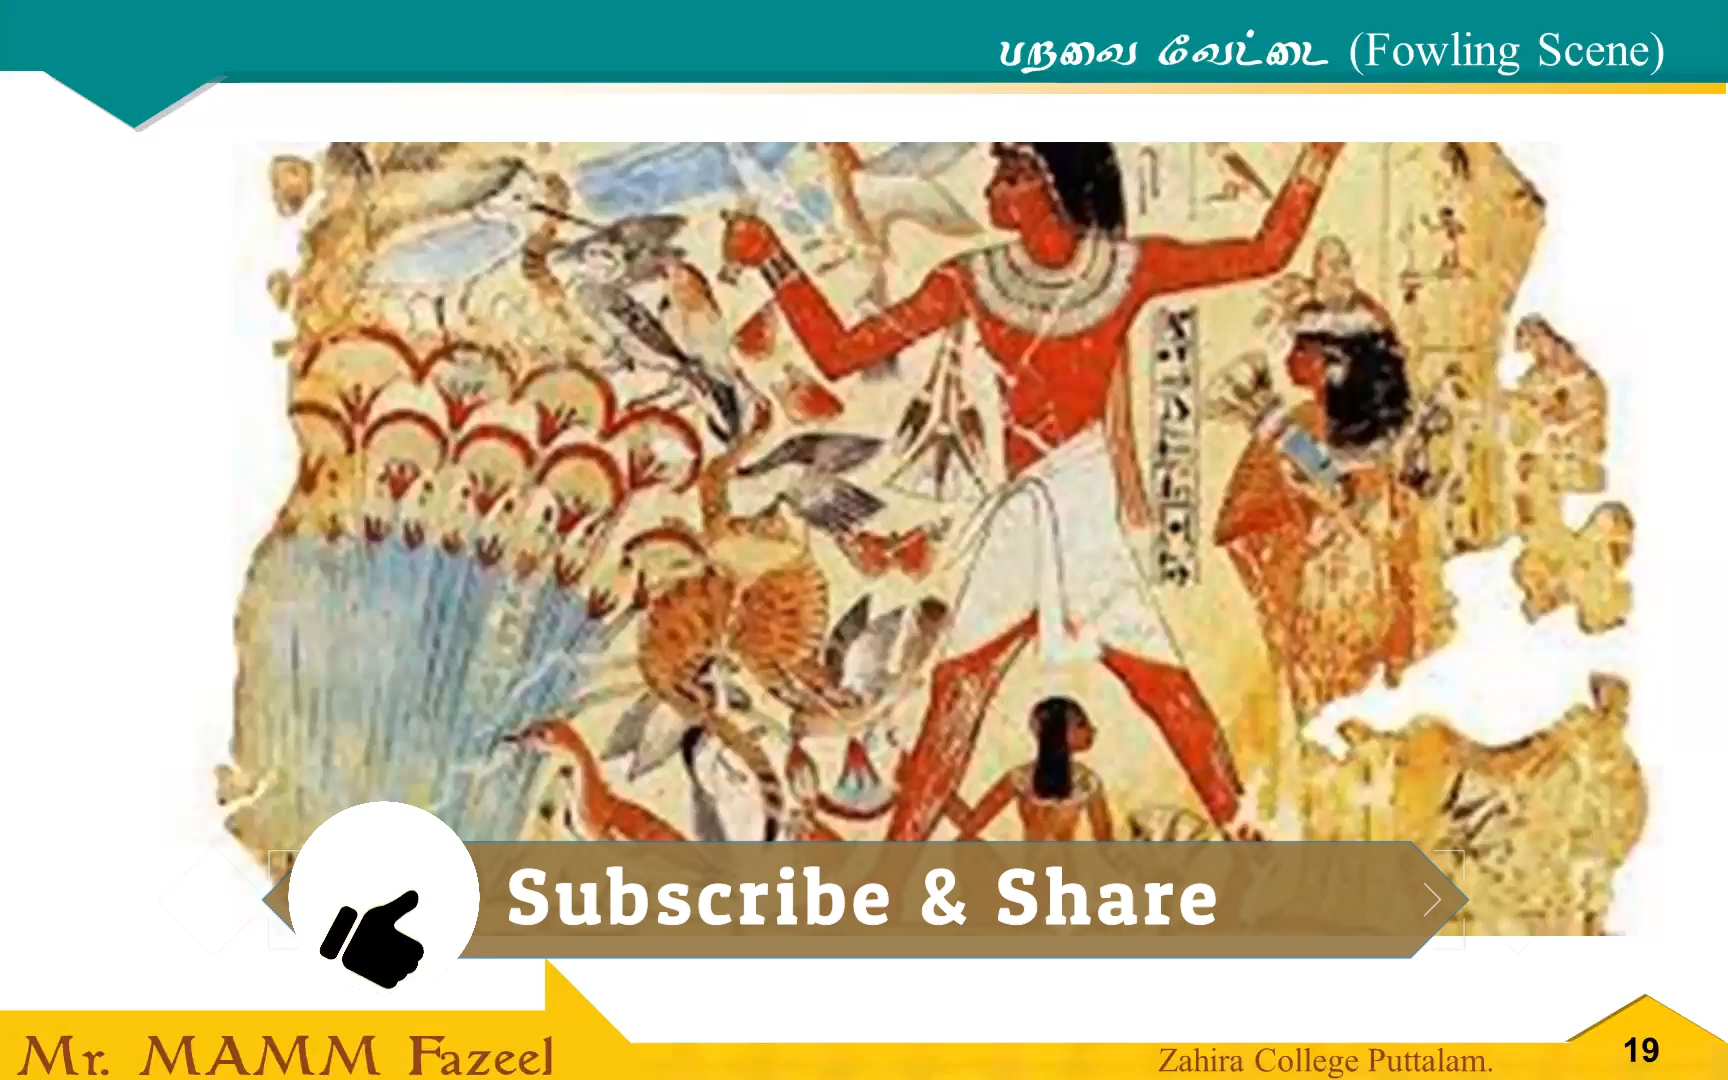 பறவை வேட்டை (Fowling Scene)
Subscribe & Share
Mr. MAMM Fazeel
Zahira College Puttalam.
19